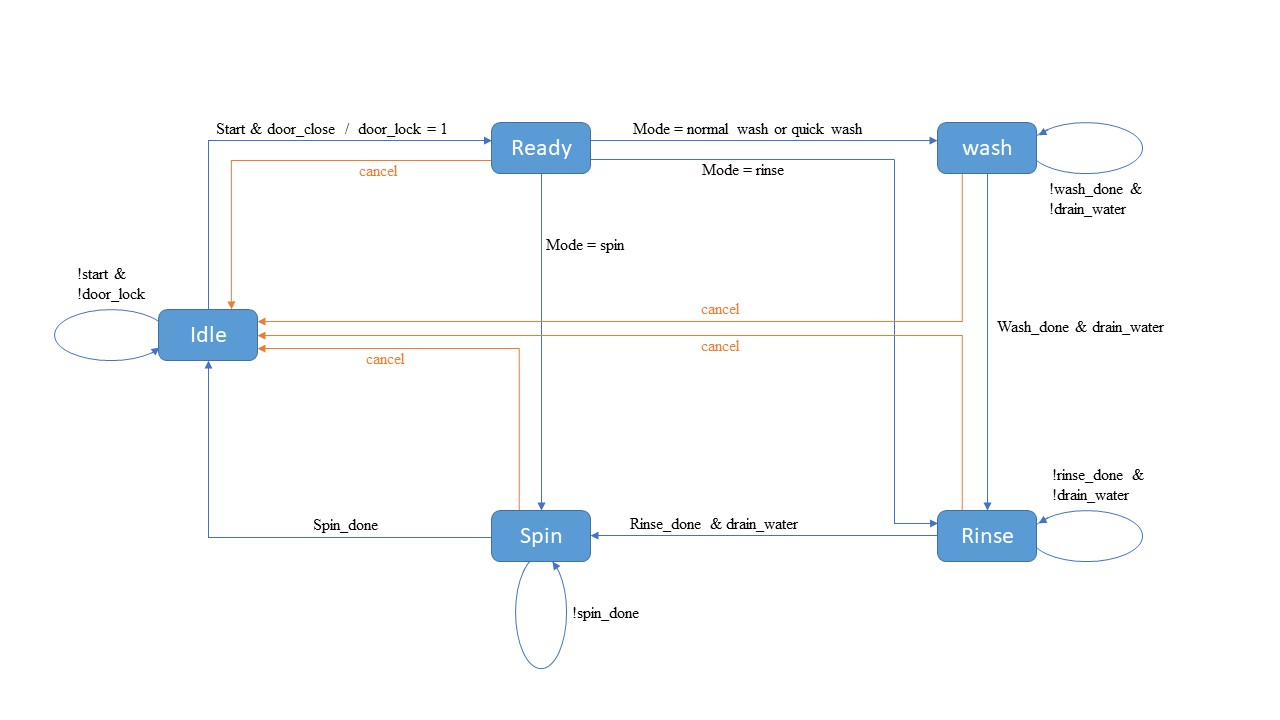 Start & door_close / door_lock = 1
Ready
Mode = normal wash or quick wash
wash
cancel
Mode = rinse
!wash_done &
!drain_water
Mode = spin
!start &
!door_lock
Idle
cancel
Wash_done & drain_water
cancel
cancel
!rinse_done &
!drain_water
Spin_done
Spin
Rinse_done & drain_water
Rinse
!spin_done